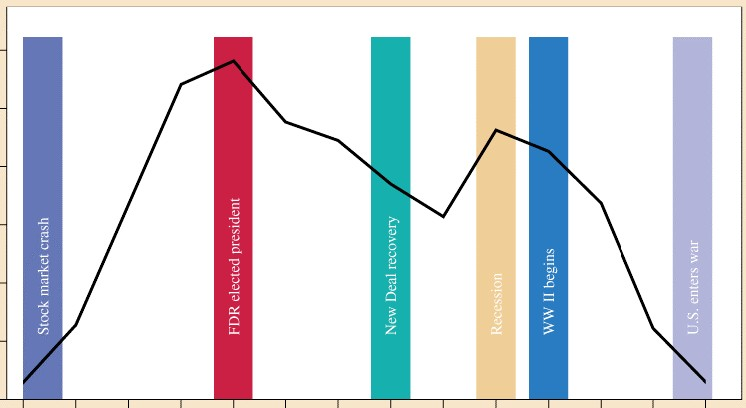 Stock market crash
FDR elected president
New Deal recovery
Recession
WW II begins
U.S. enters war